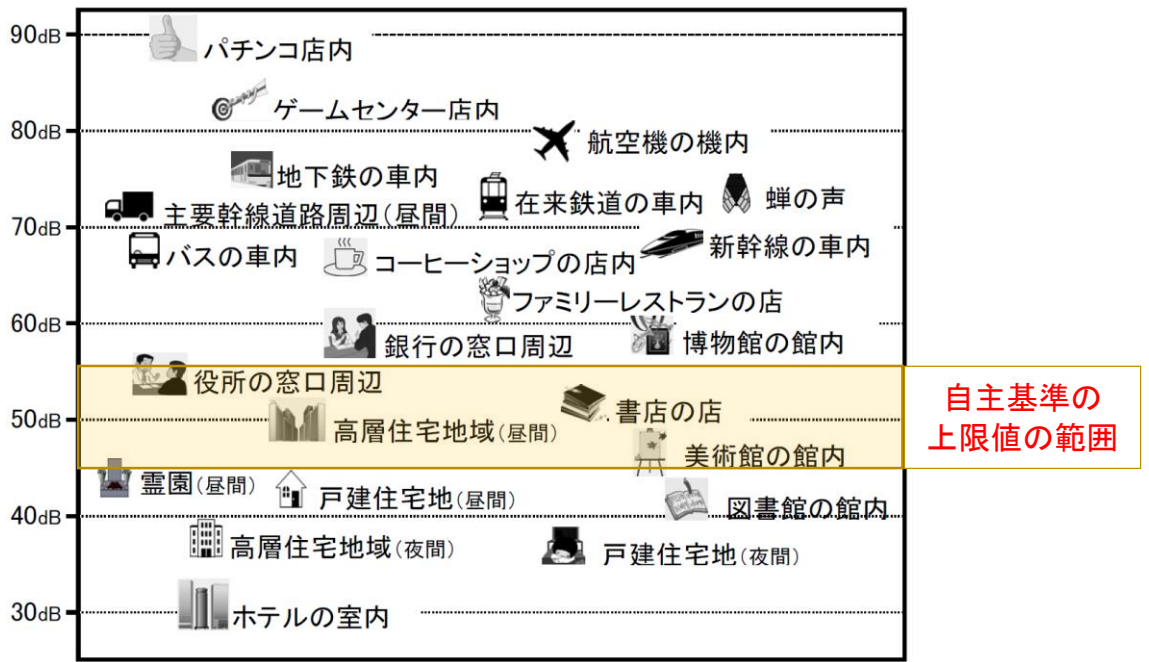 90dB
パチンコ店内
ゲームセンター店内
80dB
航空機の機内
地下鉄の車内
在来鉄道の車内
蝉の声
主要幹線道路周辺(昼間)
70dB
バスの車内
コーヒーショップの店内
新幹線の車内
ファミリーレストランの店
60dB
銀行の窓口周辺
博物館の館内
役所の窓口周辺
自主基準の
上限値の範囲
50dB
書店の店
高層住宅地域(昼間)
美術館の館内
霊園(昼間)
戸建住宅地(昼間)
図書館の館内
40dB
高層住宅地域(夜間)
戸建住宅地(夜間)
30dB
ホテルの室内